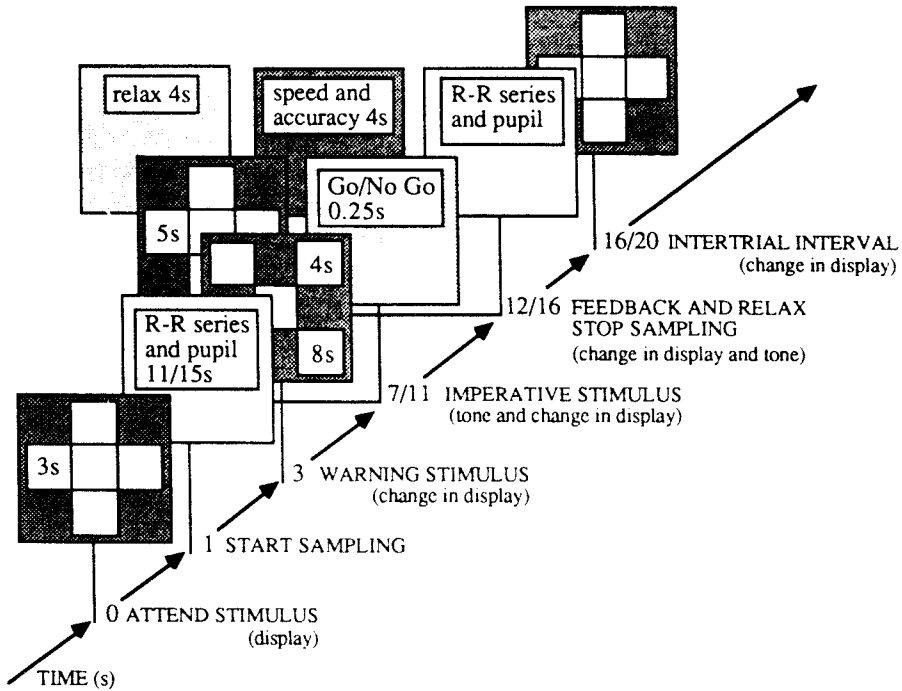 relax 4s
speed and
accuracy 4s
R-R series
and pupil
Go/No Go
0.25s
5s
4s
8s
R-R series
and pupil
11/15s
3s
16/20 INTERTRIAL INTERVAL
(change in display)
12/16 FEEDBACK AND RELAX
STOP SAMPLING
(change in display and tone)
7/11 IMPERATIVE STIMULUS
(tone and change in display)
3 WARNING STIMULUS
(change in display)
1 START SAMPLING
0 ATTEND STIMULUS
(display)
TIME (s)